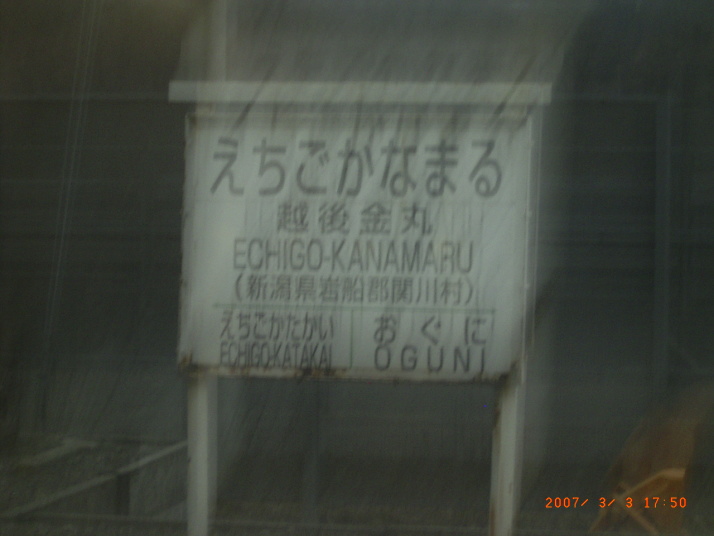 えちごかなまる
越後金丸
ECHIGO-KANAMARU
(新潟県岩船郡関川村)
えちごかたかい おぐに
ECHIGO-KATAKAI OGUNI
2007/ 3/ 3 17:50